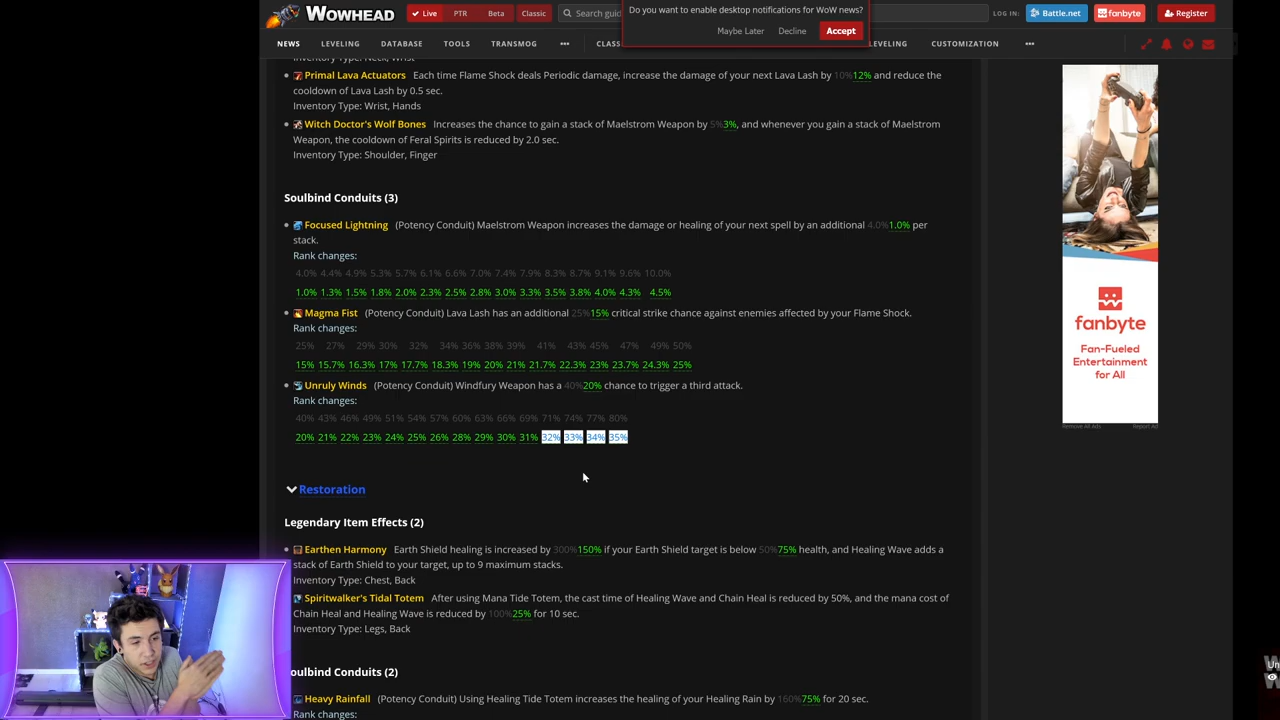 Do you want to enable desktop notifications for WoW news?
Maybe Later Decline Accept
WOWHEAD Live PTR Beta Classic Search guid LOG IN: Battle.net fanbyte Register
NEWS LEVELING DATABASE TOOLS TRANSMOG ••• CLASS LEVELING CUSTOMIZATION •••
Inventory Type: Neck, Wrist
Primal Lava Actuators Each time Flame Shock deals Periodic damage, increase the damage of your next Lava Lash by 10%12% and reduce the
cooldown of Lava Lash by 0.5 sec.
Inventory Type: Wrist, Hands
Witch Doctor's Wolf Bones Increases the chance to gain a stack of Maelstrom Weapon by 5%3%, and whenever you gain a stack of Maelstrom
Weapon, the cooldown of Feral Spirits is reduced by 2.0 sec.
Inventory Type: Shoulder, Finger
Soulbind Conduits (3)
Focused Lightning (Potency Conduit) Maelstrom Weapon increases the damage or healing of your next spell by an additional 4.0%1.0% per
stack.
Rank changes:
4.0% 4.4% 4.9% 5.3% 5.7% 6.1% 6.6% 7.0% 7.4% 7.9% 8.3% 8.7% 9.1% 9.6% 10.0%
1.0% 1.3% 1.5% 1.8% 2.0% 2.3% 2.5% 2.8% 3.0% 3.3% 3.5% 3.8% 4.0% 4.3% 4.5%
Magma Fist (Potency Conduit) Lava Lash has an additional 25%15% critical strike chance against enemies affected by your Flame Shock.
Rank changes:
25% 27% 29% 30% 32% 34% 36% 38% 39% 41% 43% 45% 47% 49% 50%
15% 15.7% 16.3% 17% 17.7% 18.3% 19% 20% 21% 21.7% 22.3% 23% 23.7% 24.3% 25%
Unruly Winds (Potency Conduit) Windfury Weapon has a 40%20% chance to trigger a third attack.
Rank changes:
40% 43% 46% 49% 51% 54% 57% 60% 63% 66% 69% 71% 74% 77% 80%
20% 21% 22% 23% 24% 25% 26% 28% 29% 30% 31% 32% 33% 34% 35%
Restoration
Legendary Item Effects (2)
Earthen Harmony Earth Shield healing is increased by 300%150% if your Earth Shield target is below 50%75% health, and Healing Wave adds a
stack of Earth Shield to your target, up to 9 maximum stacks.
Inventory Type: Chest, Back
Spiritwalker's Tidal Totem After using Mana Tide Totem, the cast time of Healing Wave and Chain Heal is reduced by 50%, and the mana cost of
Chain Heal and Healing Wave is reduced by 100%25% for 10 sec.
Inventory Type: Legs, Back
oulbind Conduits (2)
Heavy Rainfall (Potency Conduit) Using Healing Tide Totem increases the healing of your Healing Rain by 160%75% for 20 sec.
Rank changes:
fanbyte
Fan-Fueled
Entertainment
for All
Remove All Ads Report Ad
Un